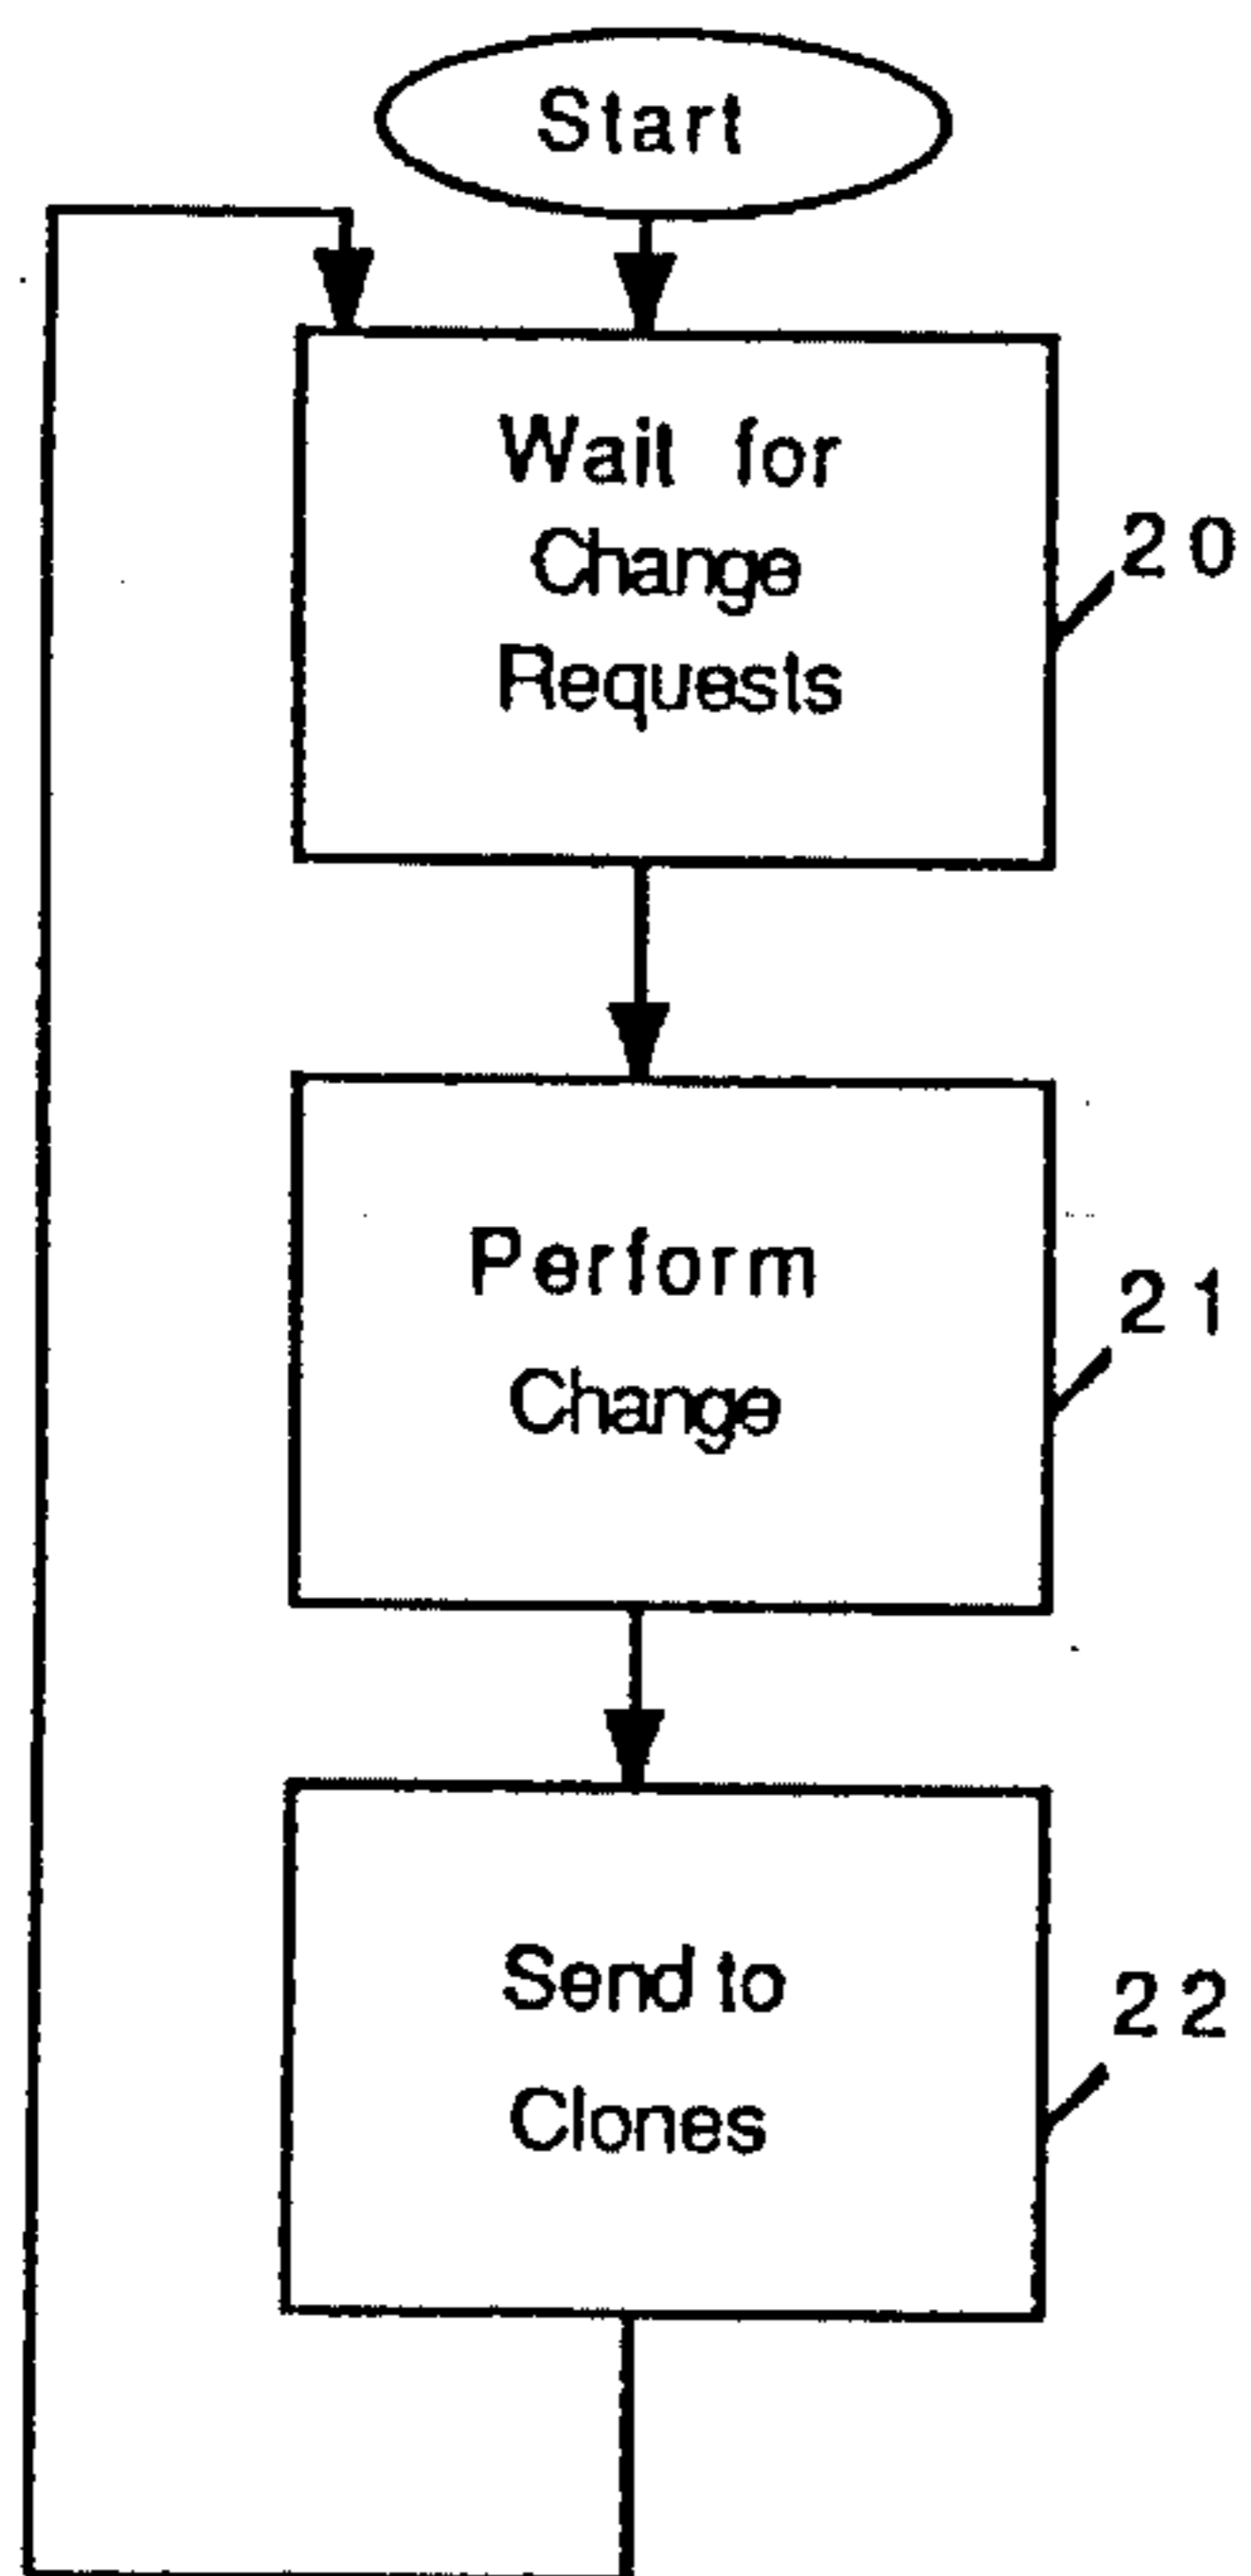 Start
Wait for
Change
Requests
20
Perform
Change
21
Send to
Clones
22